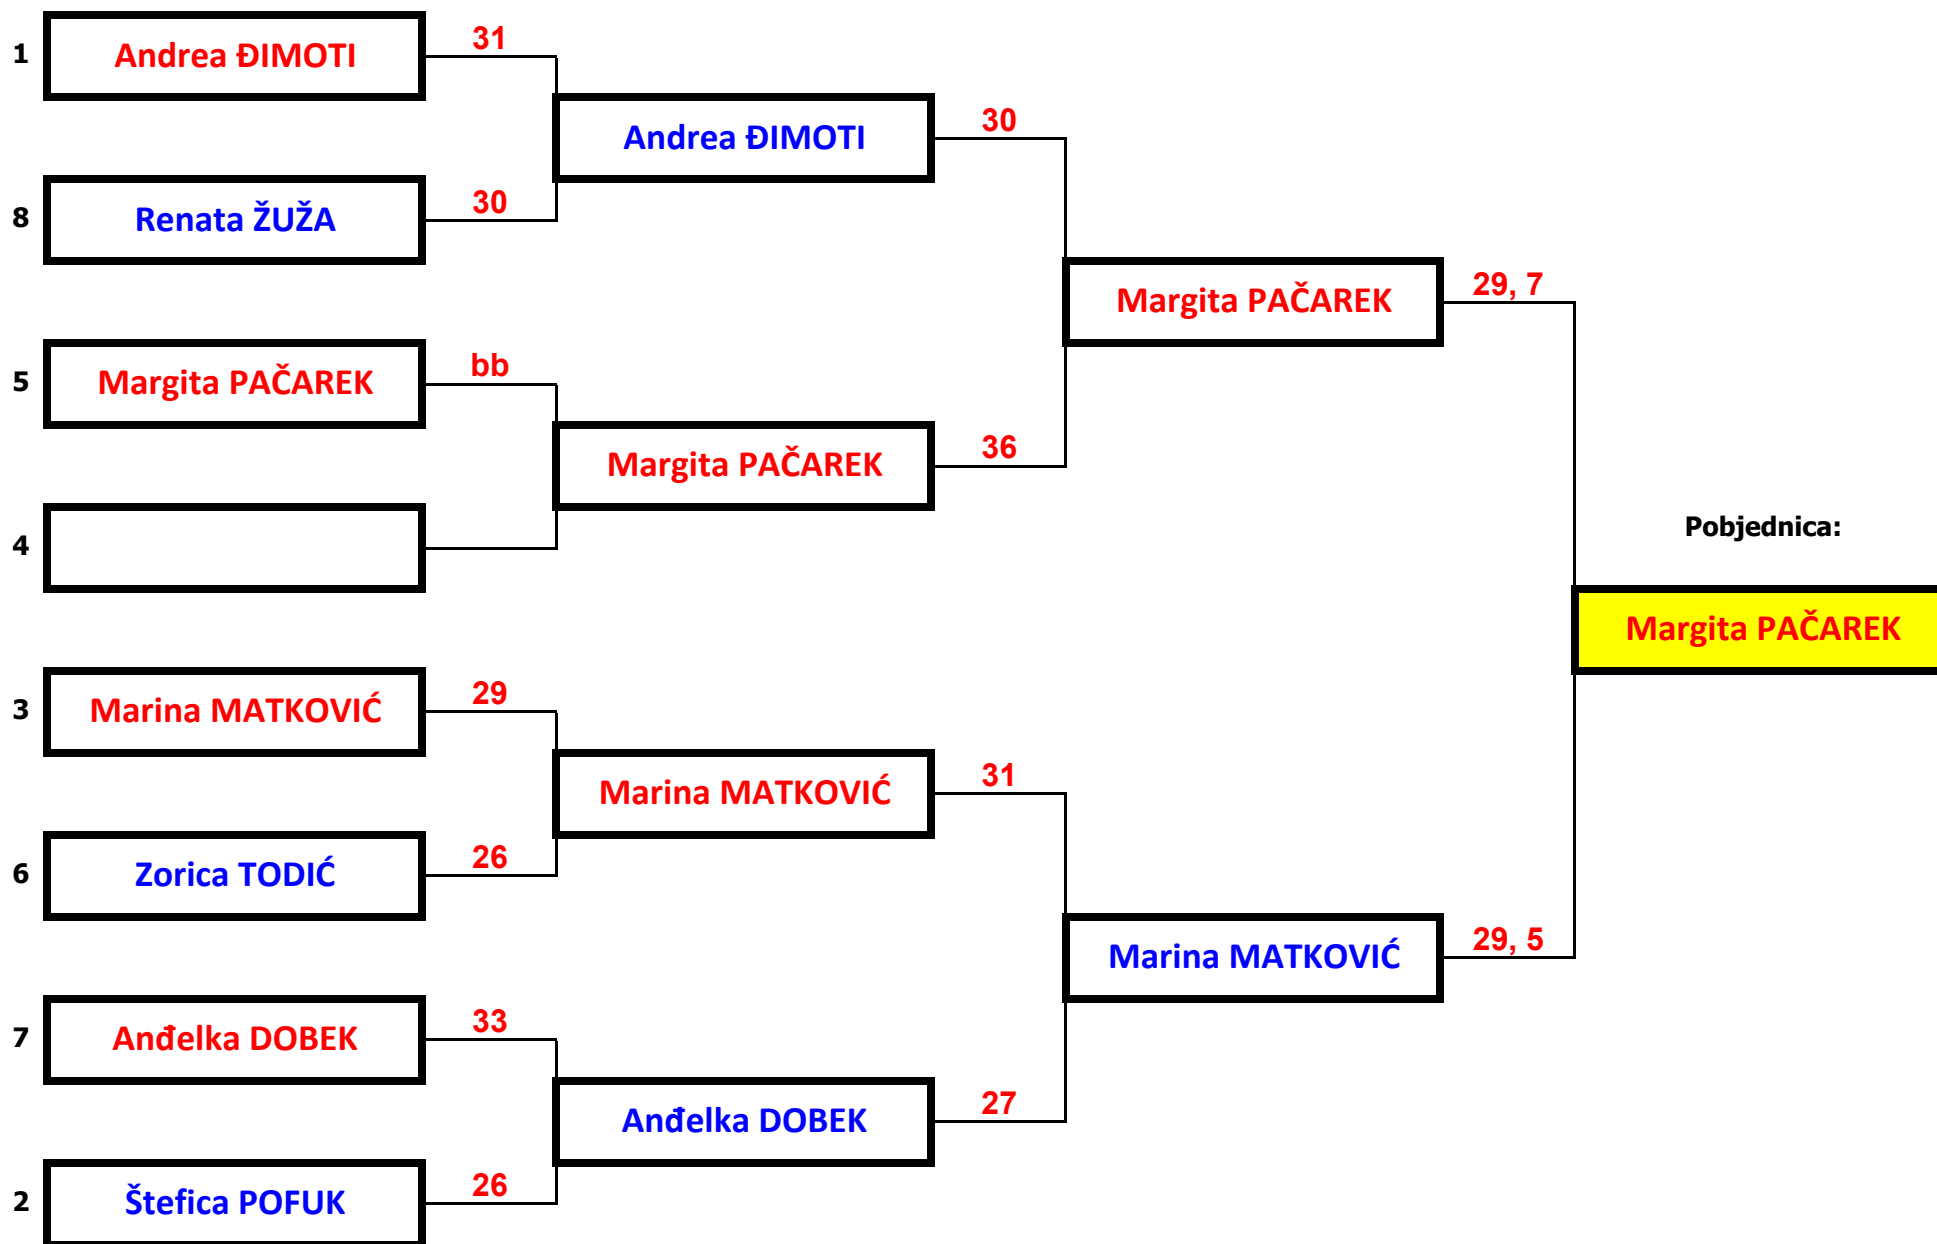 1
Andrea ĐIMOTI
31
Andrea ĐIMOTI
30
8
Renata ŽUŽA
30
Margita PAČAREK
29, 7
5
Margita PAČAREK
bb
Margita PAČAREK
36
4
Pobjednica:
Margita PAČAREK
3
Marina MATKOVIĆ
29
Marina MATKOVIĆ
31
6
Zorica TODIĆ
26
Marina MATKOVIĆ
29, 5
7
Anđelka DOBEK
33
Anđelka DOBEK
27
2
Štefica POFUK
26